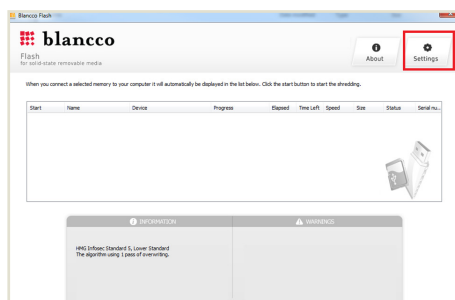 Blancco Flash
blancco
Flash
for solid-state removable media
About
Settings
When you connect a selected memory to your computer it will automatically be displayed in the list below. Click the start button to start the shredding.
Start Name Device Progress Elapsed Time Left Speed Size Status Serial nu...
INFORMATION
WARNINGS
HMG Infosec Standard 5, Lower Standard
The algorithm using 1 pass of overwriting.